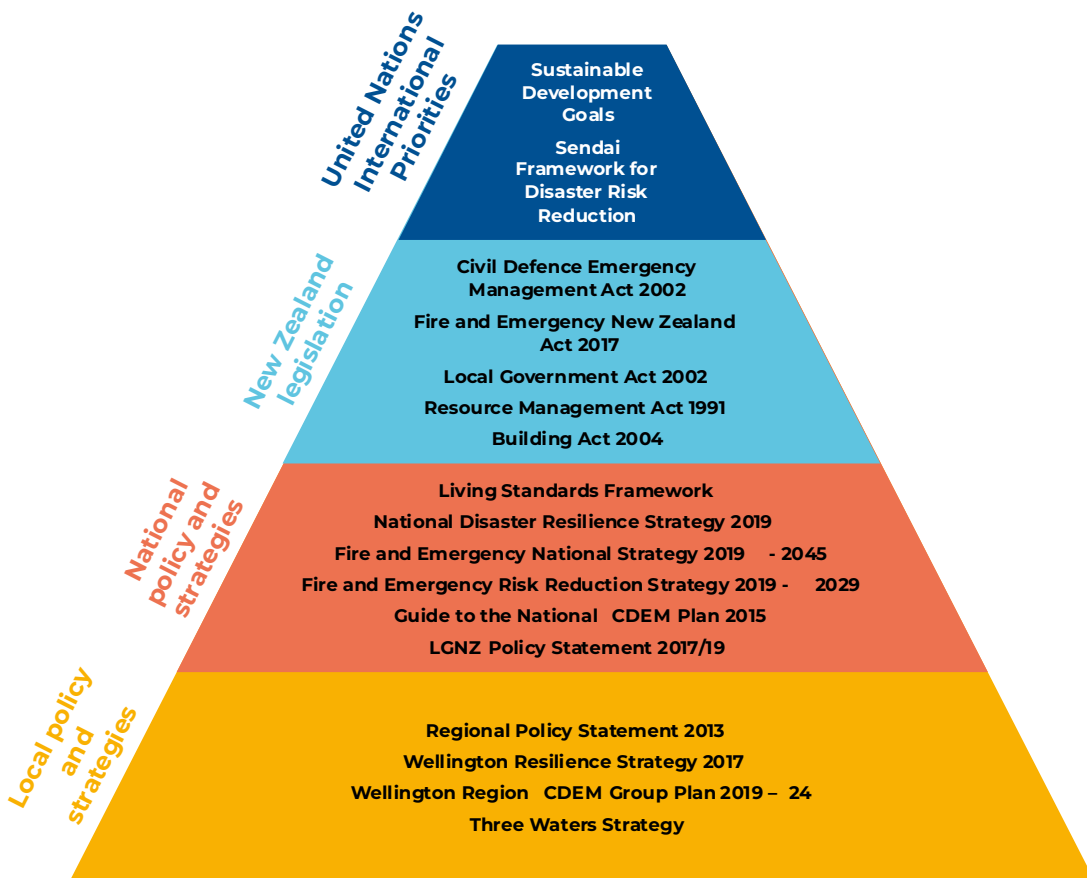 United Nations
International
Priorities
Sustainable
Development
Goals
Sendai
Framework for
Disaster Risk
Reduction
New Zealand
legislation
Civil Defence Emergency
Management Act 2002
Fire and Emergency New Zealand
Act 2017
Local Government Act 2002
Resource Management Act 1991
Building Act 2004
National
policy and
strategies
Living Standards Framework
National Disaster Resilience Strategy 2019
Fire and Emergency National Strategy 2019 - 2045
Fire and Emergency Risk Reduction Strategy 2019 - 2029
Guide to the National CDEM Plan 2015
LGNZ Policy Statement 2017/19
Local policy
and
strategies
Regional Policy Statement 2013
Wellington Resilience Strategy 2017
Wellington Region CDEM Group Plan 2019 – 24
Three Waters Strategy